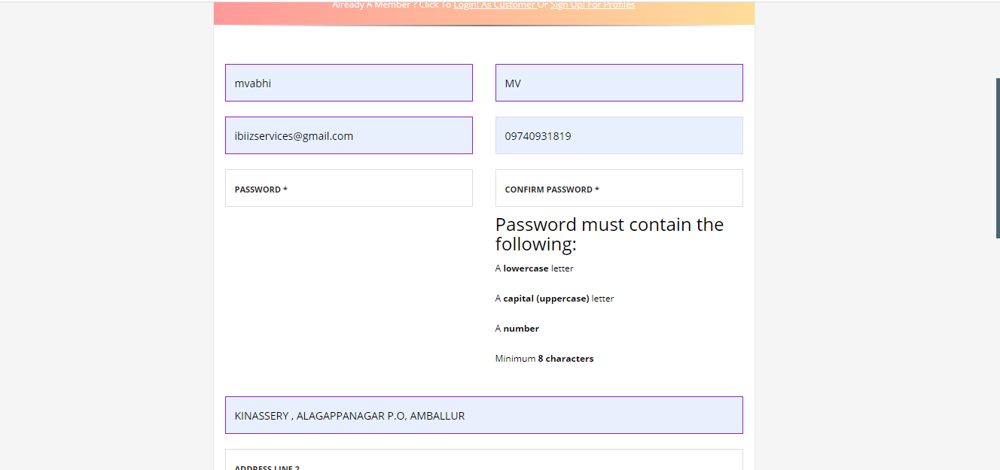 Already A Member ? Click To Login! As Customer Or Sign Up! For Profiles
mvabhi
MV
ibiizservices@gmail.com
09740931819
PASSWORD *
CONFIRM PASSWORD *
Password must contain the
following:
A lowercase letter
A capital (uppercase) letter
A number
Minimum 8 characters
KINASSERY , ALAGAPPANAGAR P.O, AMBALLUR
ADDRESS LINE 2